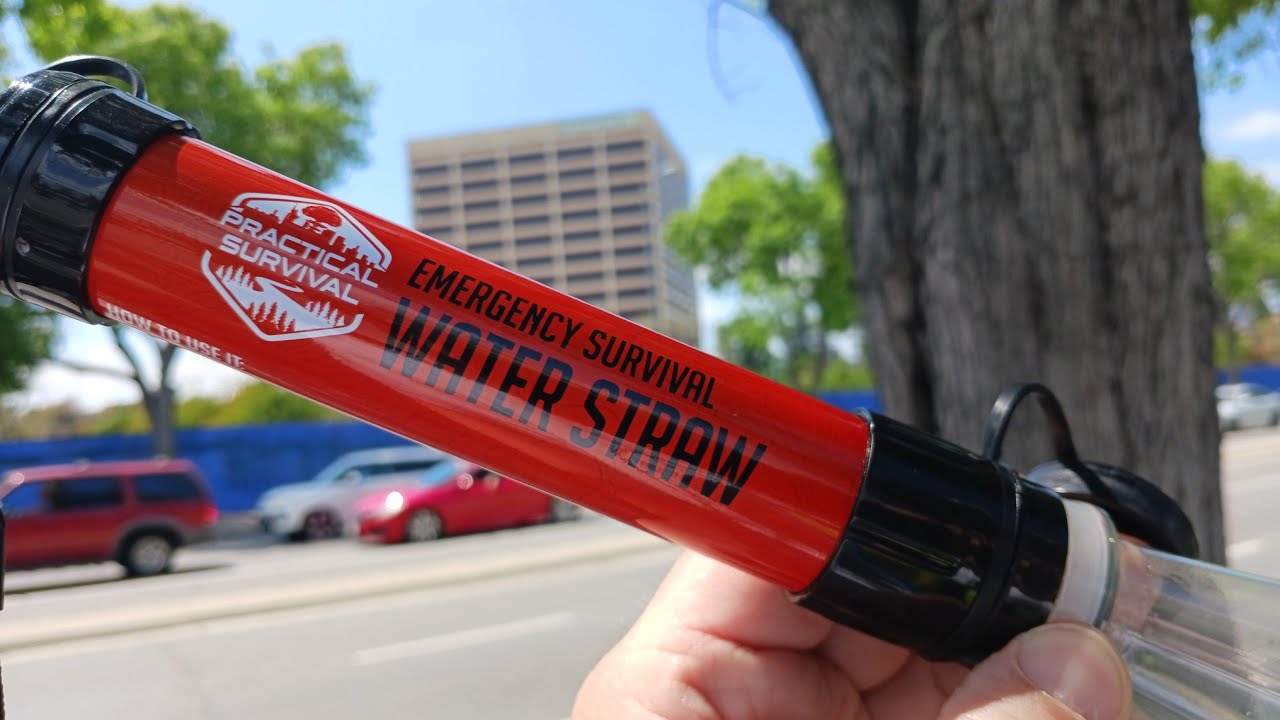 PRACTICAL
SURVIVAL
EMERGENCY SURVIVAL
WATER STRAW
HOW TO USE IT: